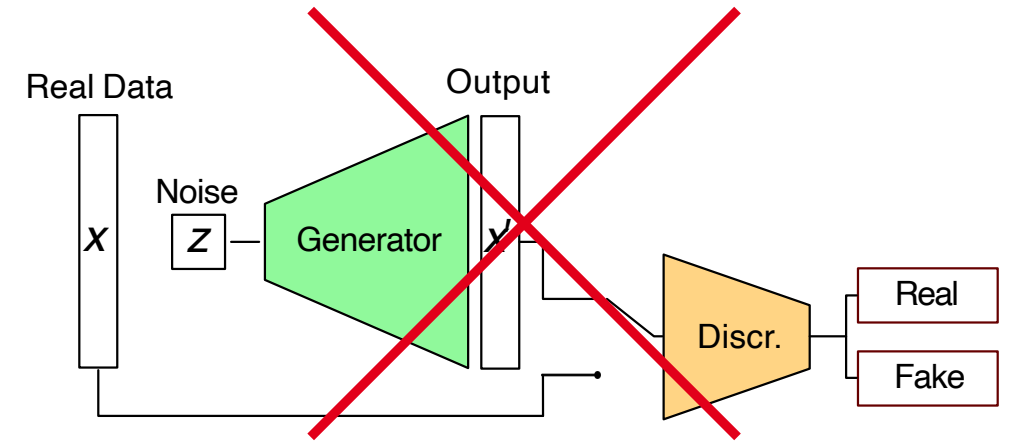 Real Data
Output
Noise
x
z
Generator
x'
Discr.
Real
Fake